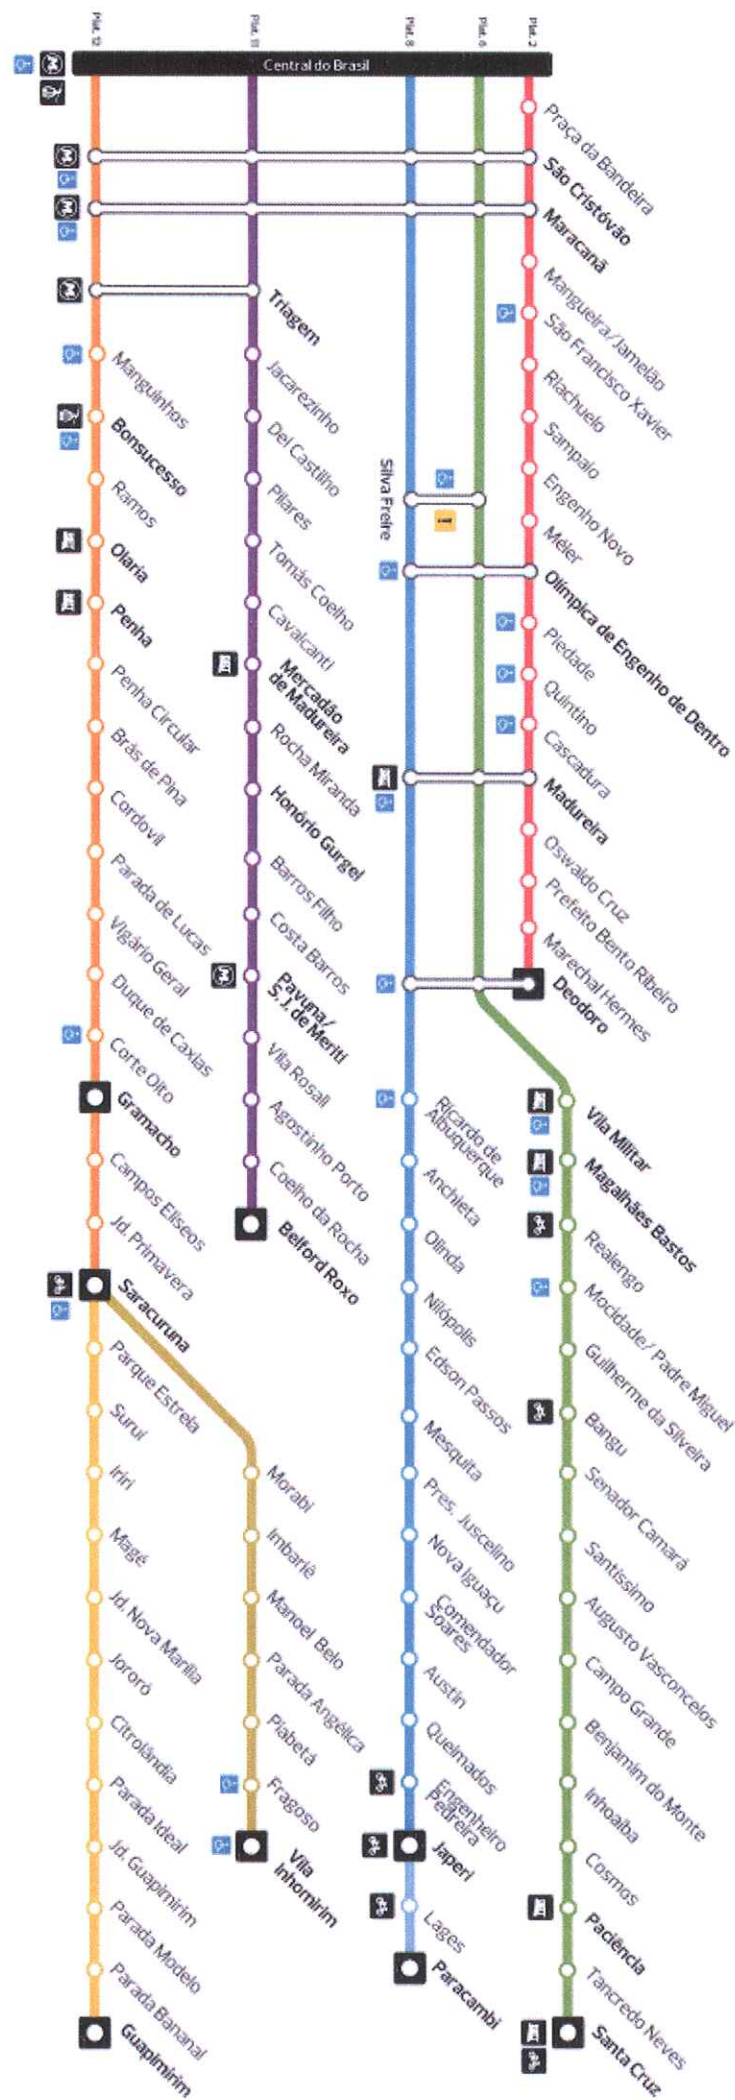 Plat. 12
Plat. 11
Plat. 8
Plat. 6
Plat. 2
Central do Brasil
Praça da Bandeira
São Cristóvão
Maracanã
Mangueira/Jamelão
São Francisco Xavier
Riachuelo
Sampaio
Engenho Novo
Méier
Olímpica de Engenho de Dentro
Piedade
Quintino
Cascadura
Madureira
Oswaldo Cruz
Prefeito Bento Ribeiro
Marechal Hermes
Deodoro
Vila Militar
Magalhães Bastos
Realengo
Mocidade/ Padre Miguel
Guilherme da Silveira
Bangu
Senador Camará
Santíssimo
Augusto Vasconcelos
Campo Grande
Benjamim do Monte
Inhoaíba
Cosmos
Paciência
Tancredo Neves
Santa Cruz
Silva Freire
Ricardo de
Albuquerque
Anchieta
Olinda
Nilópolis
Edson Passos
Mesquita
Pres. Juscelino
Nova Iguaçu
Comendador
Soares
Austin
Queimados
Engenheiro
Pedreira
Japeri
Lages
Paracambi
Triagem
Jacarezinho
Del Castilho
Pilares
Tomás Coelho
Cavalcanti
Mercadão
de Madureira
Rocha Miranda
Honório Gurgel
Barros Filho
Costa Barros
Pavuna/
S. J. de Meriti
Vila Rosali
Agostinho Porto
Coelho da Rocha
Belford Roxo
Manguinhos
Bonsucesso
Ramos
Olaria
Penha
Penha Circular
Brás de Pina
Cordovil
Parada de Lucas
Vigário Geral
Duque de Caxias
Corte Oito
Gramacho
Campos Elíseos
Jd. Primavera
Saracuruna
Morabi
Imbariê
Manoel Belo
Parada Angélica
Piabetá
Fragoso
Vila
Inhomirim
Parque Estrela
Suruí
Iriri
Magé
Jd. Nova Marília
Jororó
Citrolândia
Parada Ideal
Jd. Guapimirim
Parada Modelo
Parada Bananal
Guapimirim